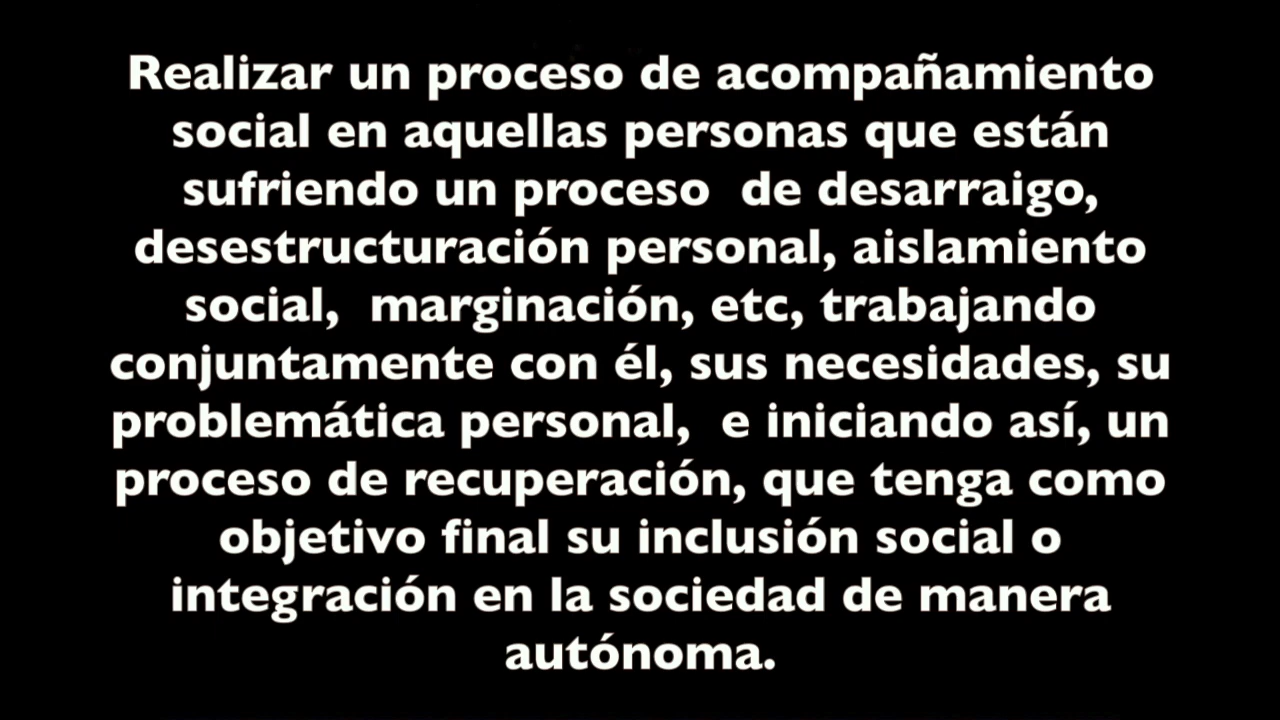 Realizar un proceso de acompañamiento
social en aquellas personas que están
sufriendo un proceso  de desarraigo,
desestructuración personal, aislamiento
social,  marginación, etc, trabajando
conjuntamente con él, sus necesidades, su
problemática personal,  e iniciando así, un
proceso de recuperación, que tenga como
objetivo final su inclusión social o
integración en la sociedad de manera
autónoma.